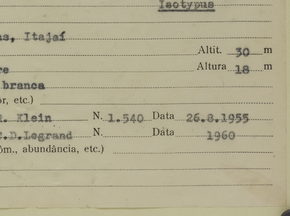 Isotypus
as, Itajaí
Altit. 30 m
re Altura 18 m
branca
or, etc.)
R. Klein N. 1.540 Data 26.8.1955
C.D.Legrand N. Data 1960
ôm., abundância, etc.)